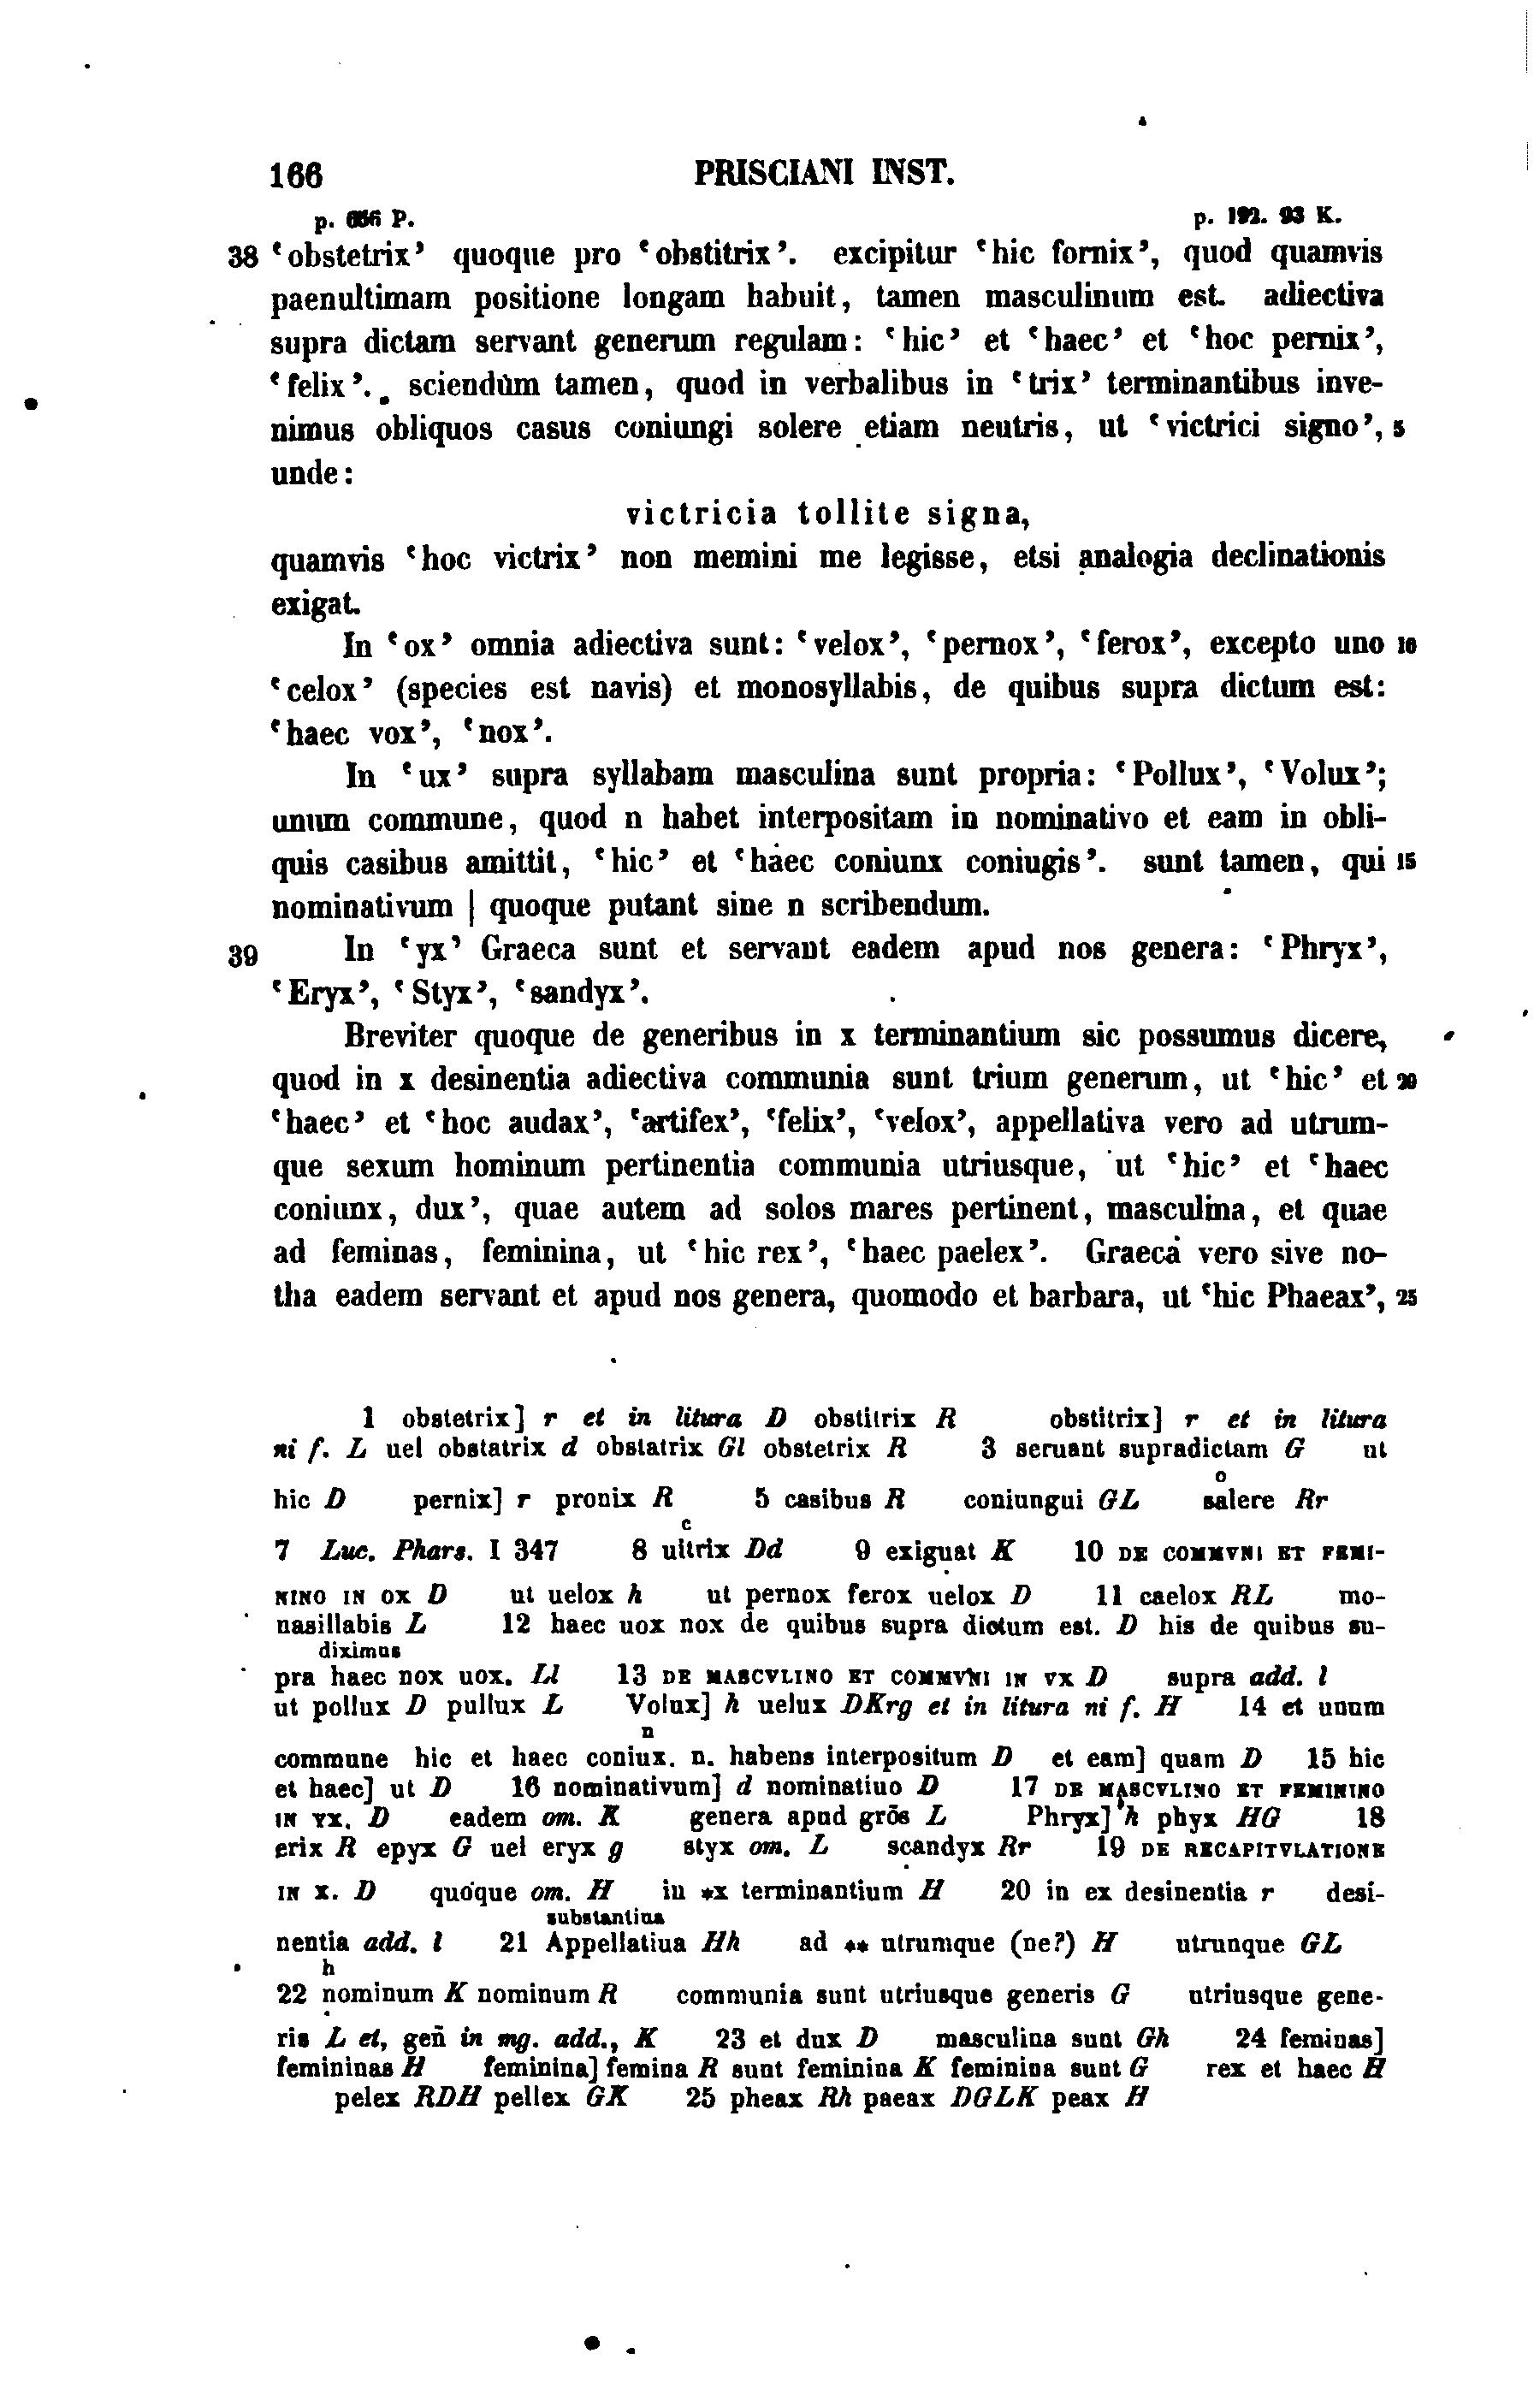 166 PRISCIANI INST.
p. 656 P. p. 192. 93 K.
38 ‘obstetrix’ quoque pro ‘obstitrix’. excipitur ‘hic fornix’, quod quamvis
paenultimam positione longam habuit, tamen masculinum est. adiectiva
supra dictam servant generum regulam: ‘hic’ et ‘haec’ et ‘hoc pernix’,
‘felix’. sciendum tamen, quod in verbalibus in ‘trix’ terminantibus inve-
nimus obliquos casus coniungi solere etiam neutris, ut ‘victrici signo’, 5
unde:
victricia tollite signa,
quamvis ‘hoc victrix’ non memini me legisse, etsi analogia declinationis
exigat.
In ‘ox’ omnia adiectiva sunt: ‘velox’, ‘pernox’, ‘ferox’, excepto uno 10
‘celox’ (species est navis) et monosyllabis, de quibus supra dictum est:
‘haec vox’, ‘nox’.
In ‘ux’ supra syllabam masculina sunt propria: ‘Pollux’, ‘Volux’;
unum commune, quod n habet interpositam in nominativo et eam in obli-
quis casibus amittit, ‘hic’ et ‘haec coniunx coniugis’. sunt tamen, qui 15
nominativum | quoque putant sine n scribendum.
39 In ‘yx’ Graeca sunt et servant eadem apud nos genera: ‘Phryx’,
‘Eryx’, ‘Styx’, ‘sandyx’.
Breviter quoque de generibus in x terminantium sic possumus dicere,
quod in x desinentia adiectiva communia sunt trium generum, ut ‘hic’ et 20
‘haec’ et ‘hoc audax’, ‘artifex’, ‘felix’, ‘velox’, appellativa vero ad utrum-
que sexum hominum pertinentia communia utriusque, ut ‘hic’ et ‘haec
coniunx, dux’, quae autem ad solos mares pertinent, masculina, et quae
ad feminas, feminina, ut ‘hic rex’, ‘haec paelex’. Graeca vero sive no-
tha eadem servant et apud nos genera, quomodo et barbara, ut ‘hic Phaeax’, 25
1 obstetrix] r et in litura D obstitrix R obstitrix] r et in litura
ni f. L uel obstatrix d obstatrix Gl obstetrix R 3 seruant supradictam G ut
o
hic D pernix] r pronix R 5 casibus R coniungui GL salere Rr
c
7 Luc. Phars. I 347 8 uitrix Dd 9 exiguat K 10 DE COMMVNI ET FEMI-
NINO IN OX D ut uelox h ut pernox ferox uelox D 11 caelox RL mo-
nasillabis L 12 haec uox nox de quibus supra dictum est. D his de quibus su-
diximus
pra haec nox uox. Ll 13 DE MASCVLINO ET COMMVNI IN VX D supra add. l
ut pollux D pullux L Volux] h uelux DKrg et in litura ni f. H 14 et unum
n
commune hic et haec coniux. n. habens interpositum D et eam] quam D 15 hic
et haec] ut D 16 nominativum] d nominatiuo D 17 DE MASCVLINO ET FEMININO
IN YX. D eadem om. K genera apud grōs L Phryx] h phyx HG 18
erix R epyx G uel eryx g styx om. L scandyx Rr 19 DE RECAPITVLATIONE
IN X. D quoque om. H in *x terminantium H 20 in ex desinentia r desi-
substantiua
nentia add. l 21 Appellatiua Hh ad ** utrumque (ne?) H utrunque GL
h
22 nominum K nominum R communia sunt utriusque generis G utriusque gene-
ris L et, geñ in mg. add., K 23 et dux D masculina sunt Gh 24 feminas]
femininas H feminina] femina R sunt feminina K feminina sunt G rex et haec H
pelex RDH pellex GK 25 pheax Rh paeax DGLK peax H